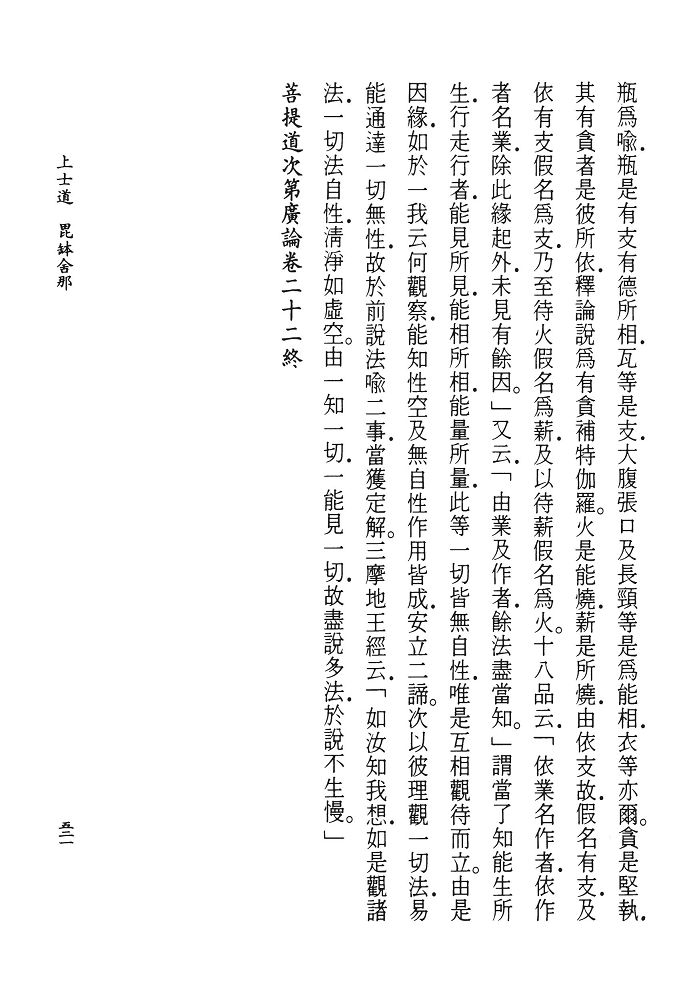 瓶爲喩．瓶是有支有德所相．瓦等是支．大腹張口及長頸等是爲能相．衣等亦爾。貪是堅執．
其有貪者是彼所依．釋論說爲有貪補特伽羅。火是能燒．薪是所燒．由依支故．假名有支．及
依有支假名爲支．乃至待火假名爲薪．及以待薪假名爲火。十八品云．「依業名作者．依作
者名業．除此緣起外．未見有餘因。」又云．「由業及作者．餘法盡當知。」謂當了知能生所
生．行走行者．能見所見．能相所相．能量所量．此等一切皆無自性．唯是互相觀待而立。由是
因緣．如於一我云何觀察．能知性空及無自性作用皆成．安立二諦。次以彼理觀一切法．易
能通達一切無性．故於前說法喩二事．當獲定解。三摩地王經云．「如汝知我想．如是觀諸
法．一切法自性．淸淨如虛空。由一知一切．一能見一切．故盡說多法．於說不生慢。」
菩提道次第廣論卷二十二終
上士道　毘鉢舍那
五二一